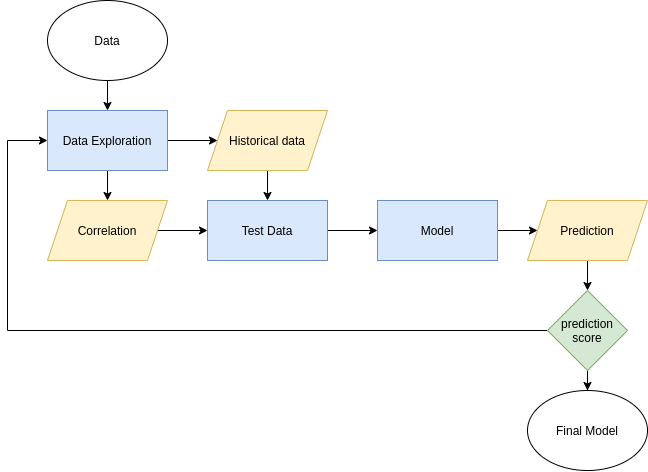 Data
Data Exploration
Historical data
Correlation
Test Data
Model
Prediction
prediction
score
Final Model